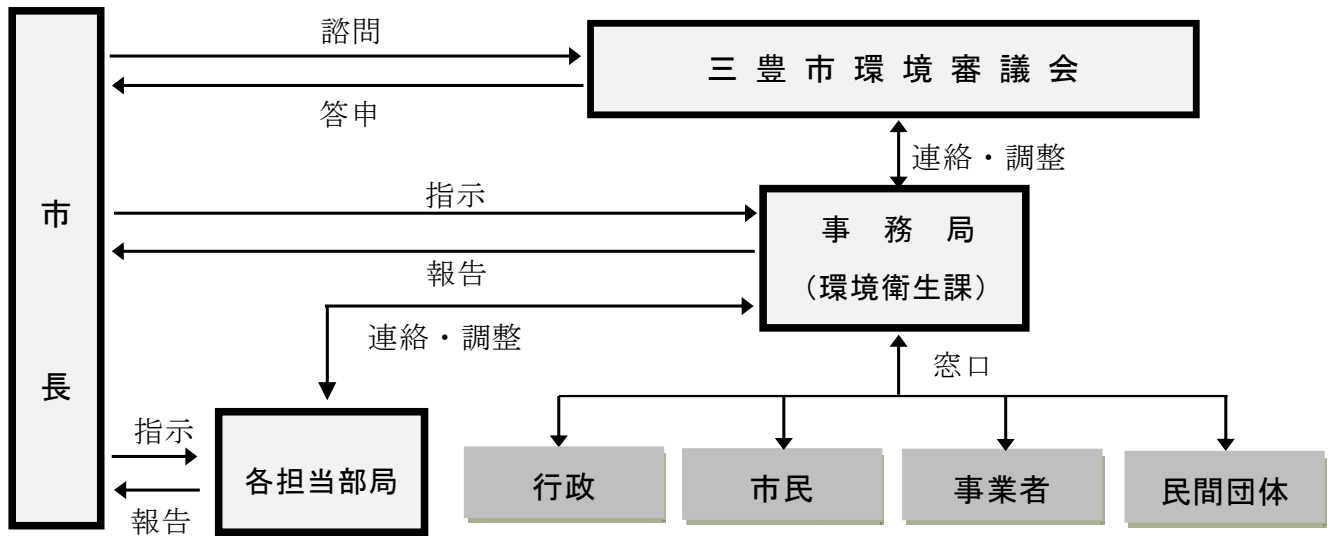 諮問
三豊市環境審議会
答申
連絡・調整
市長
指示
事務局
(環境衛生課)
報告
連絡・調整
窓口
指示
各担当部局
報告
行政
市民
事業者
民間団体